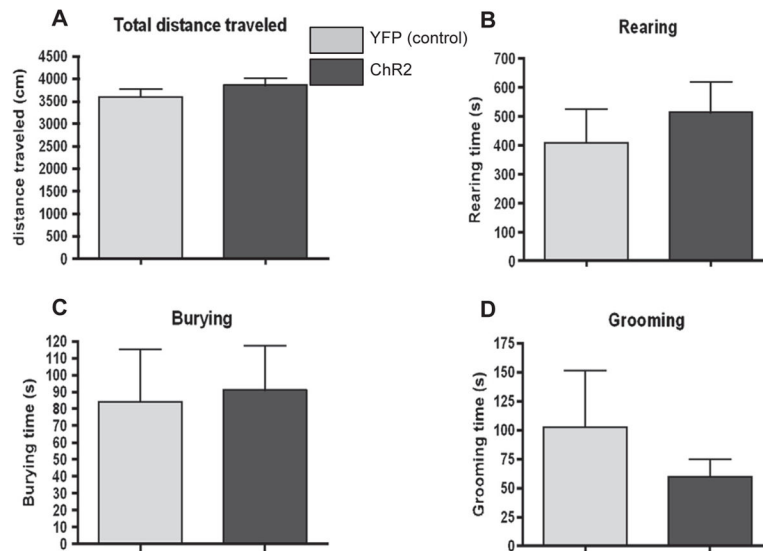 A
Total distance traveled
YFP (control)
ChR2
distance traveled (cm)
4500
4000
3500
3000
2500
2000
1500
1000
500
0
B
Rearing
Rearing time (s)
700
600
500
400
300
200
100
0
C
Burying
Burying time (s)
120
110
100
90
80
70
60
50
40
30
20
10
0
D
Grooming
Grooming time (s)
175
150
125
100
75
50
25
0